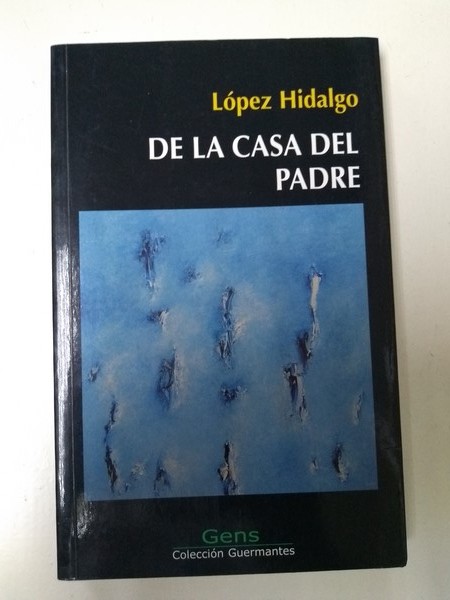 López Hidalgo
DE LA CASA DEL
PADRE
Gens
Colección Guermantes